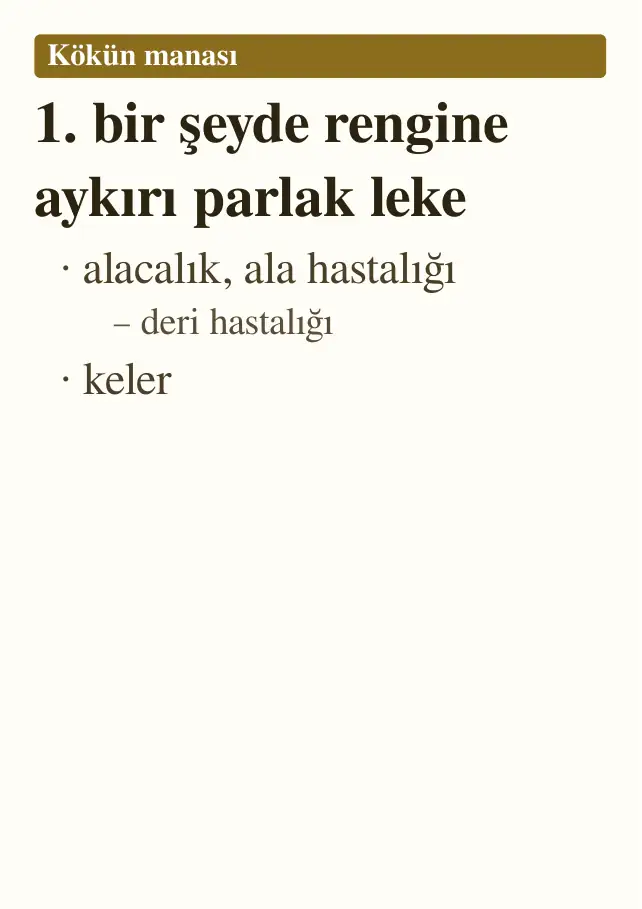 Kökün manası
1. bir şeyde rengine
aykırı parlak leke
· alacalık, ala hastalığı
– deri hastalığı
· keler